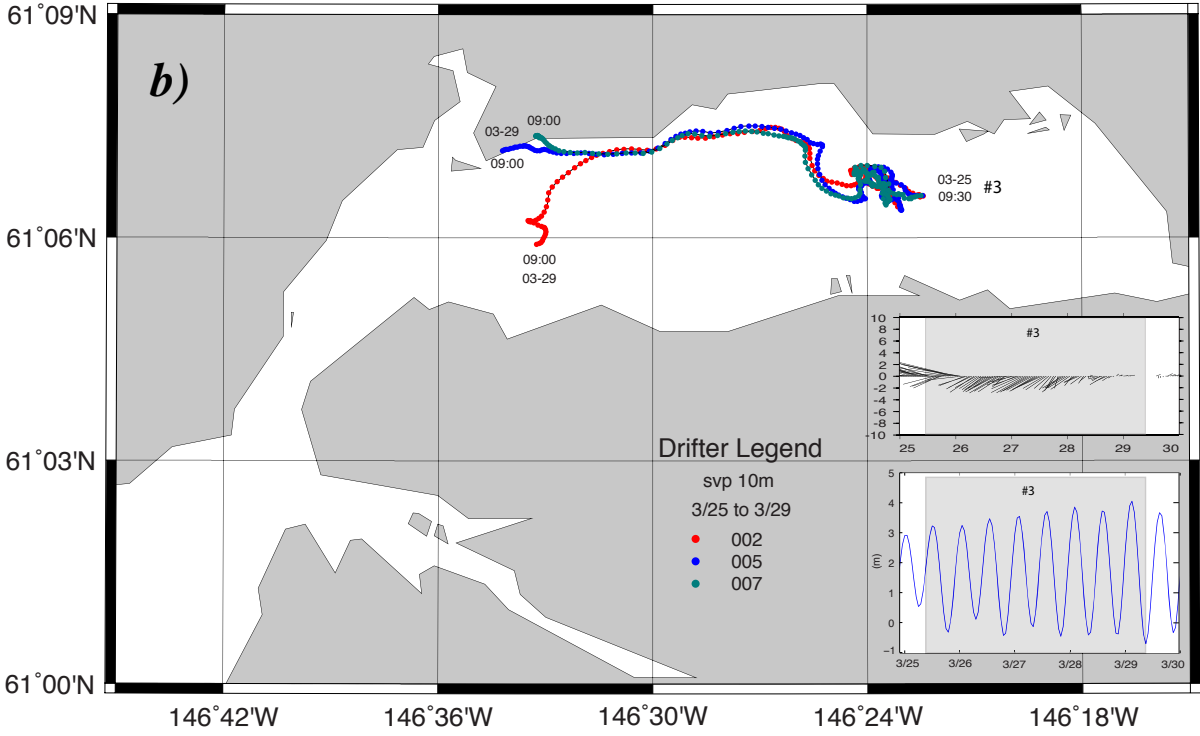 61°09'N
b)
09:00
03-29
09:00
03-25
09:30
#3
61°06'N
09:00
03-29
10
8
6
4
2
0
-2
-4
-6
-8
-10
#3
25 26 27 28 29 30
61°03'N
Drifter Legend
svp 10m
3/25 to 3/29
002
005
007
5
4
3
2
1
0
-1
(m)
#3
3/25 3/26 3/27 3/28 3/29 3/30
61°00'N
146°42'W 146°36'W 146°30'W 146°24'W 146°18'W